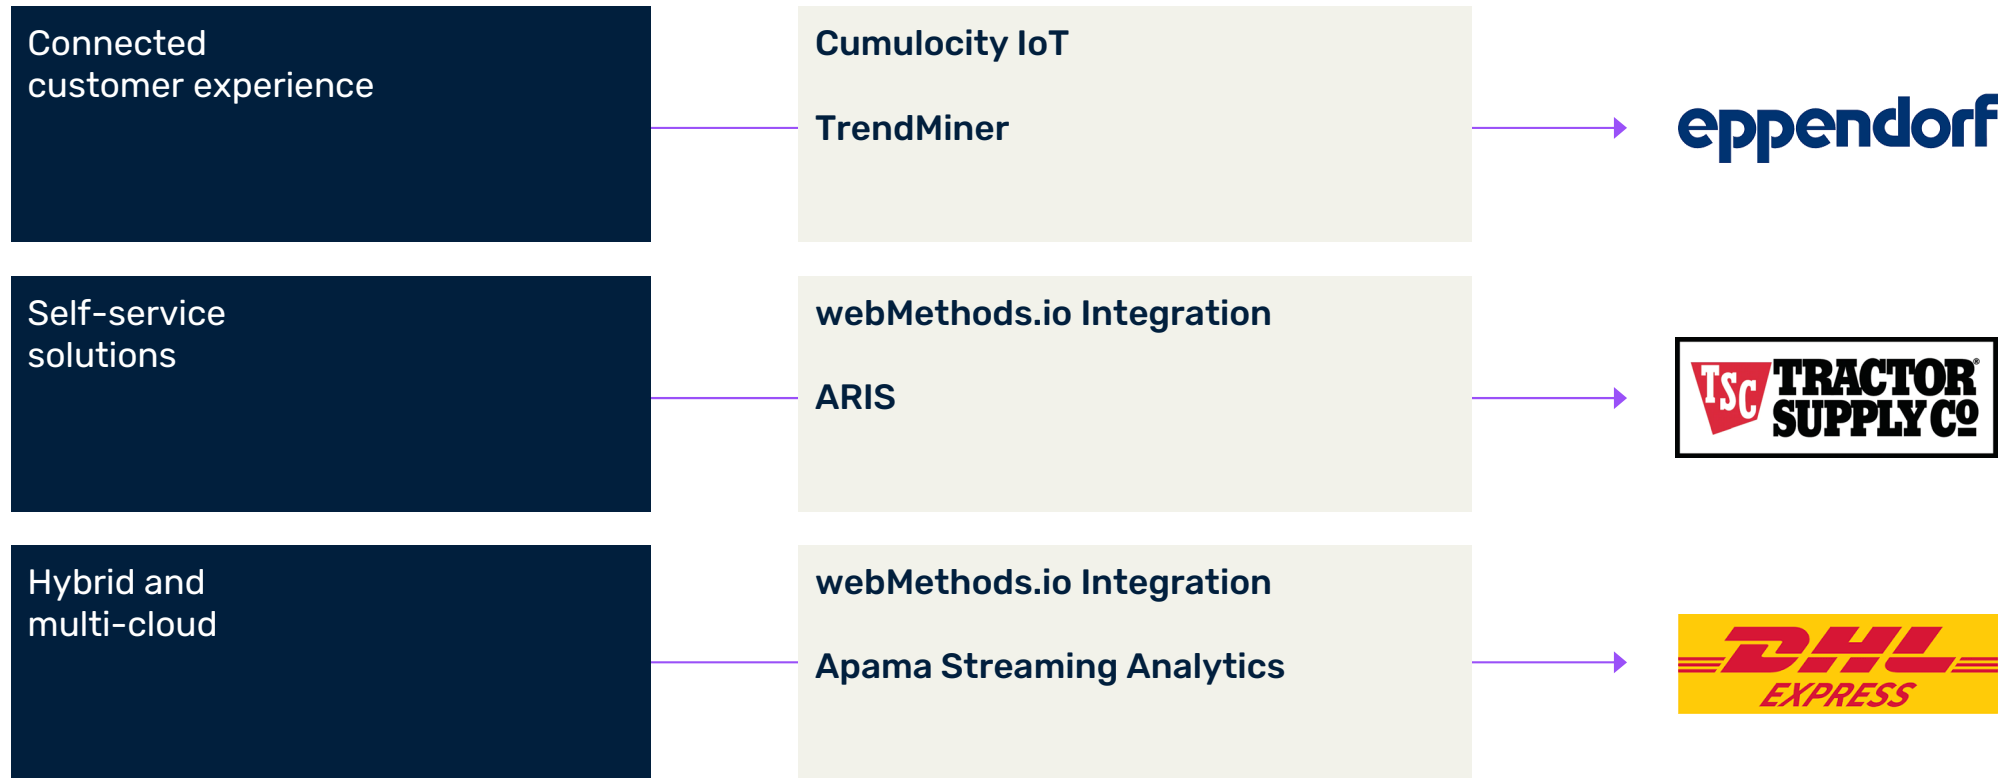 Connected
customer experience
Cumulocity IoT
TrendMiner
eppendorf
Self-service
solutions
webMethods.io Integration
ARIS
TSC TRACTOR®
SUPPLY CO
Hybrid and
multi-cloud
webMethods.io Integration
Apama Streaming Analytics
DHL
EXPRESS